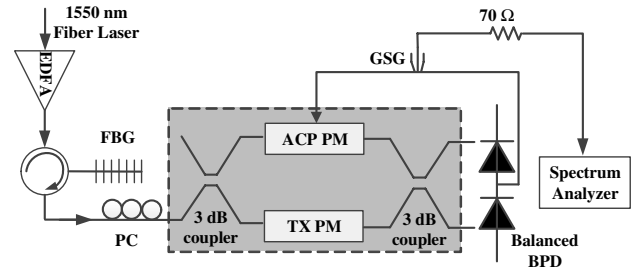 1550 nm
Fiber Laser
EDFA
FBG
PC
3 dB
coupler
ACP PM
TX PM
3 dB
coupler
GSG
70 Ω
Balanced
BPD
Spectrum
Analyzer